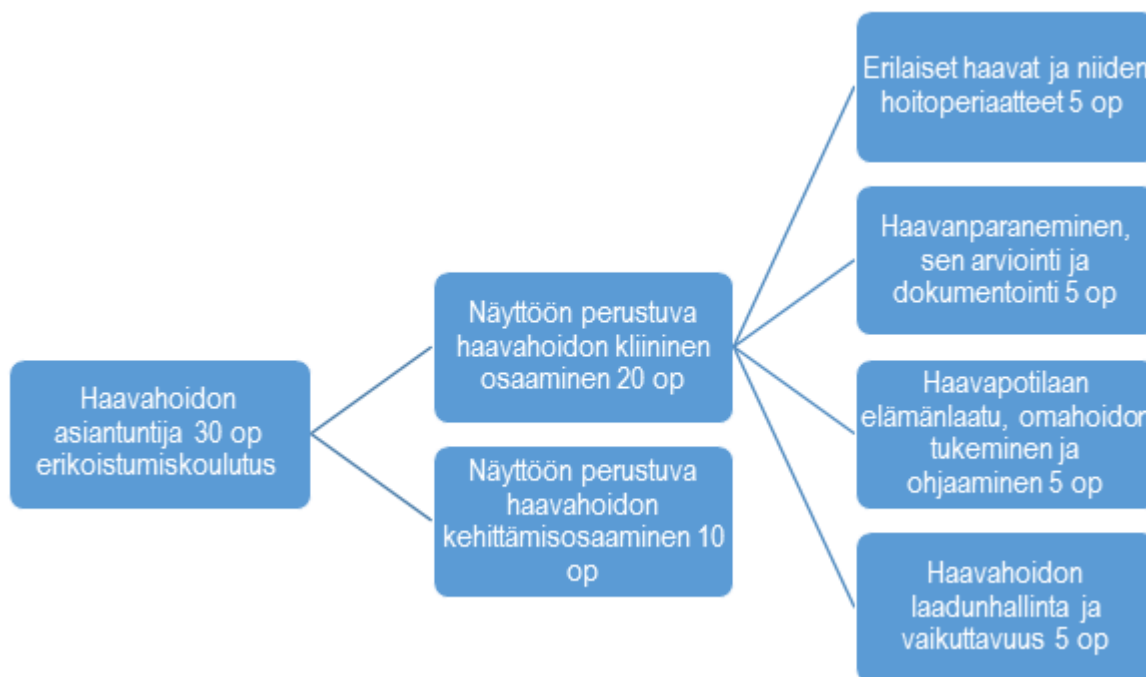 Haavahoidon
asiantuntija 30 op
erikoistumiskoulutus
Näyttöön perustuva
haavahoidon kliininen
osaaminen 20 op
Näyttöön perustuva
haavahoidon
kehittämisosaaminen 10
op
Erilaiset haavat ja niiden
hoitoperiaatteet 5 op
Haavanparaneminen,
sen arviointi ja
dokumentointi 5 op
Haavapotilaan
elämänlaatu, omahoidon
tukeminen ja
ohjaaminen 5 op
Haavahoidon
laadunhallinta ja
vaikuttavuus 5 op